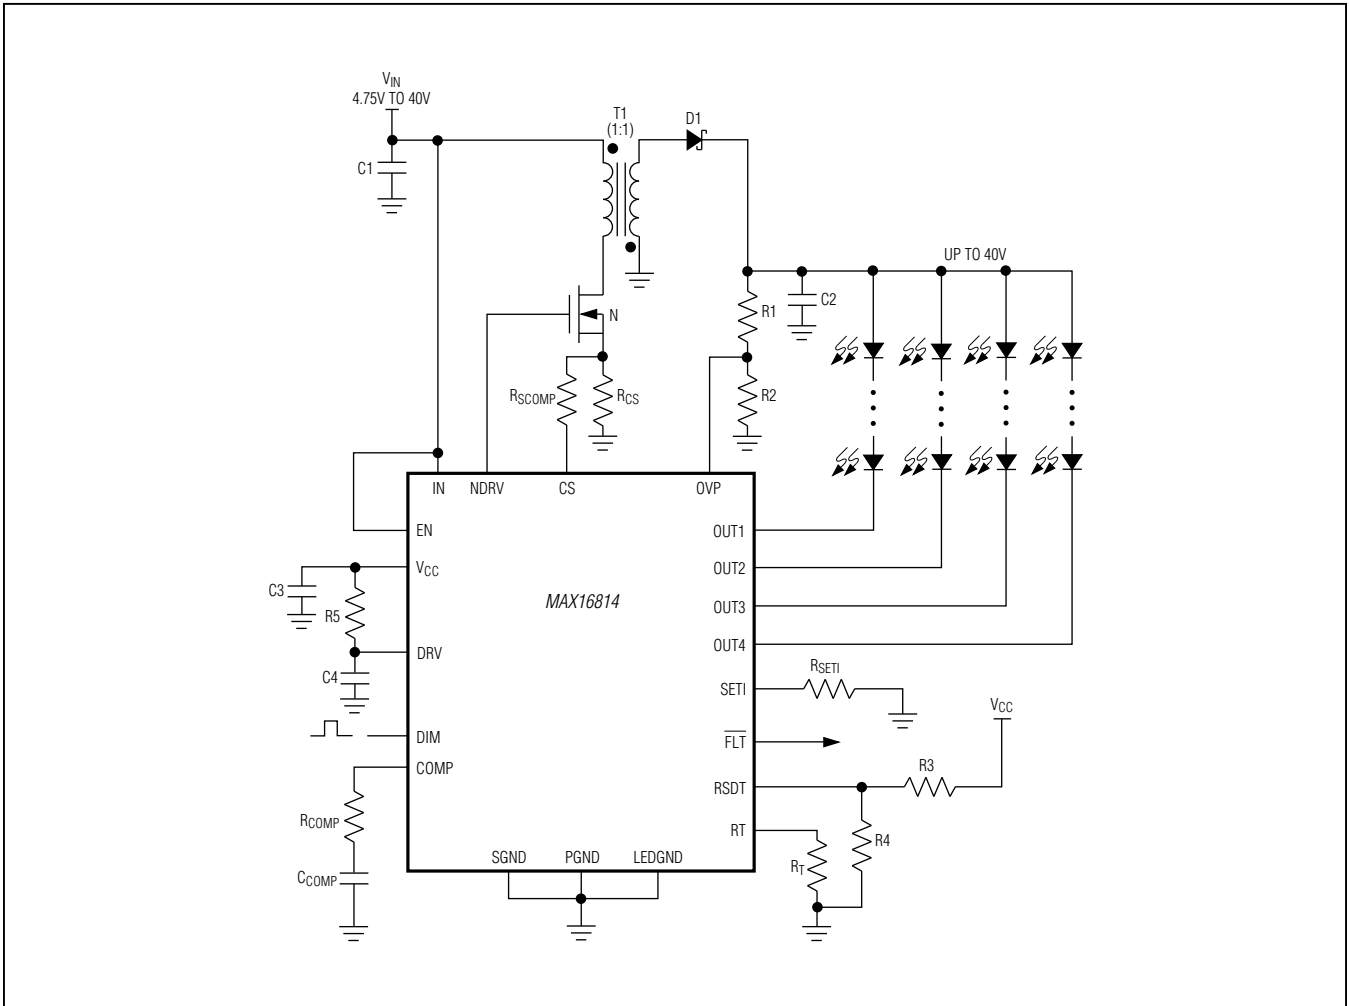 VIN
4.75V TO 40V
T1
(1:1)
D1
C1
UP TO 40V
C2
R1
N
RSCOMP
RCS
R2
IN
NDRV
CS
OVP
EN
OUT1
VCC
OUT2
C3
R5
MAX16814
OUT3
DRV
OUT4
C4
RSETI
SETI
VCC
DIM
FLT
COMP
R3
RSDT
RCOMP
RT
R4
SGND
PGND
LEDGND
RT
CCOMP